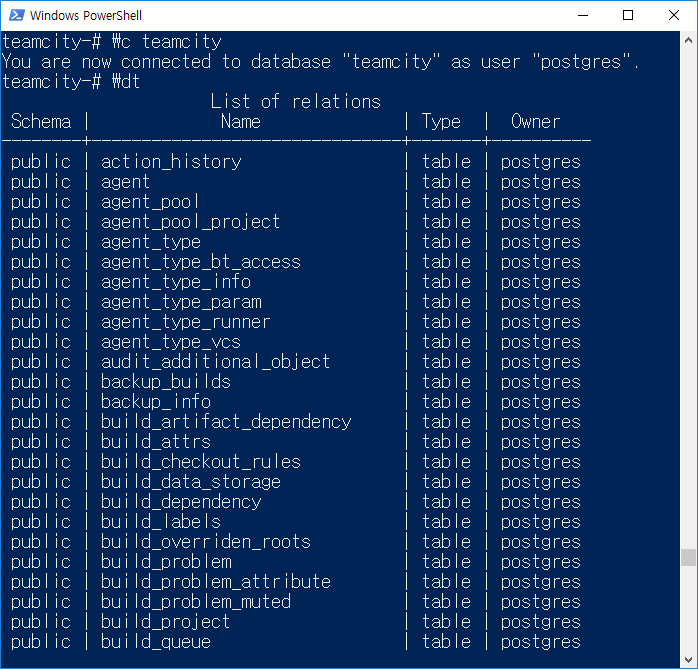 Windows PowerShell
teamcity-# ₩c teamcity
You are now connected to database "teamcity" as user "postgres".
teamcity-# ₩dt
List of relations
Schema | Name | Type | Owner
--------+--------------------------------+-------+----------
public | action_history | table | postgres
public | agent | table | postgres
public | agent_pool | table | postgres
public | agent_pool_project | table | postgres
public | agent_type | table | postgres
public | agent_type_bt_access | table | postgres
public | agent_type_info | table | postgres
public | agent_type_param | table | postgres
public | agent_type_runner | table | postgres
public | agent_type_vcs | table | postgres
public | audit_additional_object | table | postgres
public | backup_builds | table | postgres
public | backup_info | table | postgres
public | build_artifact_dependency | table | postgres
public | build_attrs | table | postgres
public | build_checkout_rules | table | postgres
public | build_data_storage | table | postgres
public | build_dependency | table | postgres
public | build_labels | table | postgres
public | build_overriden_roots | table | postgres
public | build_problem | table | postgres
public | build_problem_attribute | table | postgres
public | build_problem_muted | table | postgres
public | build_project | table | postgres
public | build_queue | table | postgres